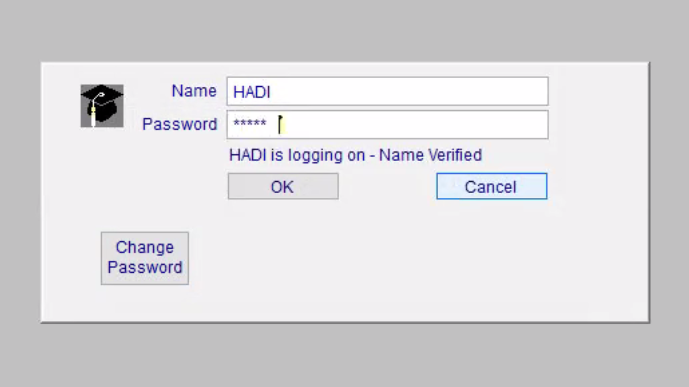 Name HADI
Password *****
HADI is logging on - Name Verified
OK Cancel
Change
Password